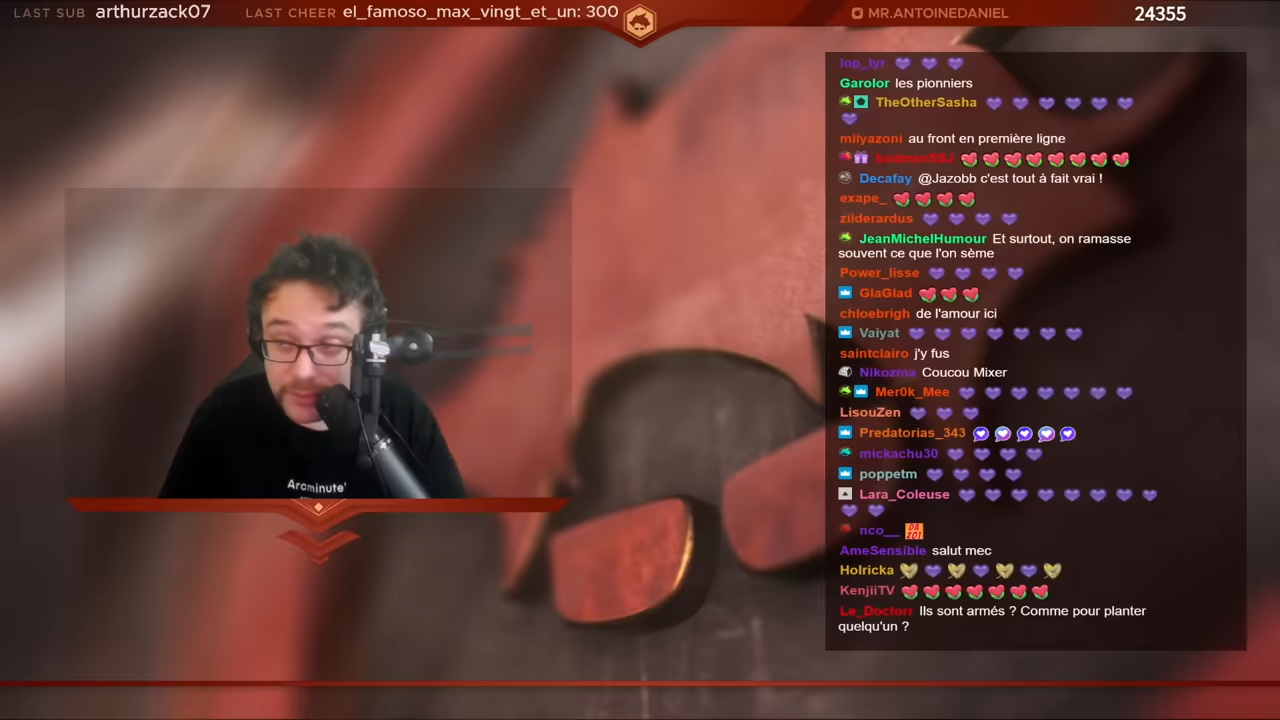 LAST SUB arthurzack07 LAST CHEER el_famoso_max_vingt_et_un: 300 MR.ANTOINEDANIEL 24355
lop_tyr
Garolor les pionniers
TheOtherSasha
miiyazoni au front en première ligne
badmanSSJ
Decafay @Jazobb c'est tout à fait vrai !
exape_
zilderardus
JeanMichelHumour Et surtout, on ramasse
souvent ce que l'on sème
Power_lisse
GlaGlad
chloebrigh de l'amour ici
Vaiyat
saintclairo j'y fus
Nikozma Coucou Mixer
Mer0k_Mee
LisouZen
Predatorias_343
mickachu30
poppetm
Lara_Coleuse
nco__
AmeSensible salut mec
Holricka
KenjiiTV
Le_Doctorr Ils sont armés ? Comme pour planter
quelqu'un ?
Arcminute'